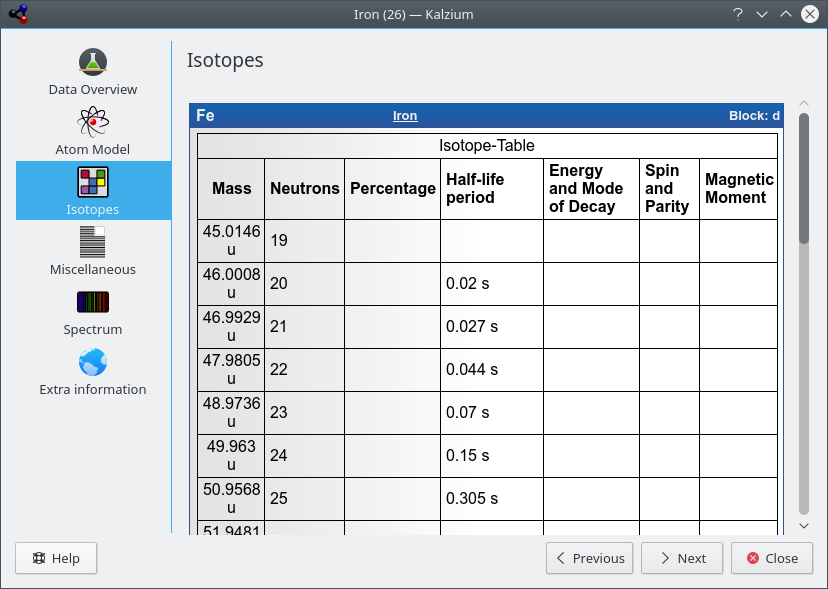 Iron (26) — Kalzium
?
Data Overview
Atom Model
Isotopes
Miscellaneous
Spectrum
Extra information
Isotopes
Fe Iron Block: d
Isotope-Table
Mass Neutrons Percentage Half-life period Energy and Mode of Decay Spin and Parity Magnetic Moment
45.0146 u 19
46.0008 u 20 0.02 s
46.9929 u 21 0.027 s
47.9805 u 22 0.044 s
48.9736 u 23 0.07 s
49.963 u 24 0.15 s
50.9568 u 25 0.305 s
51.9481
Help Previous Next Close